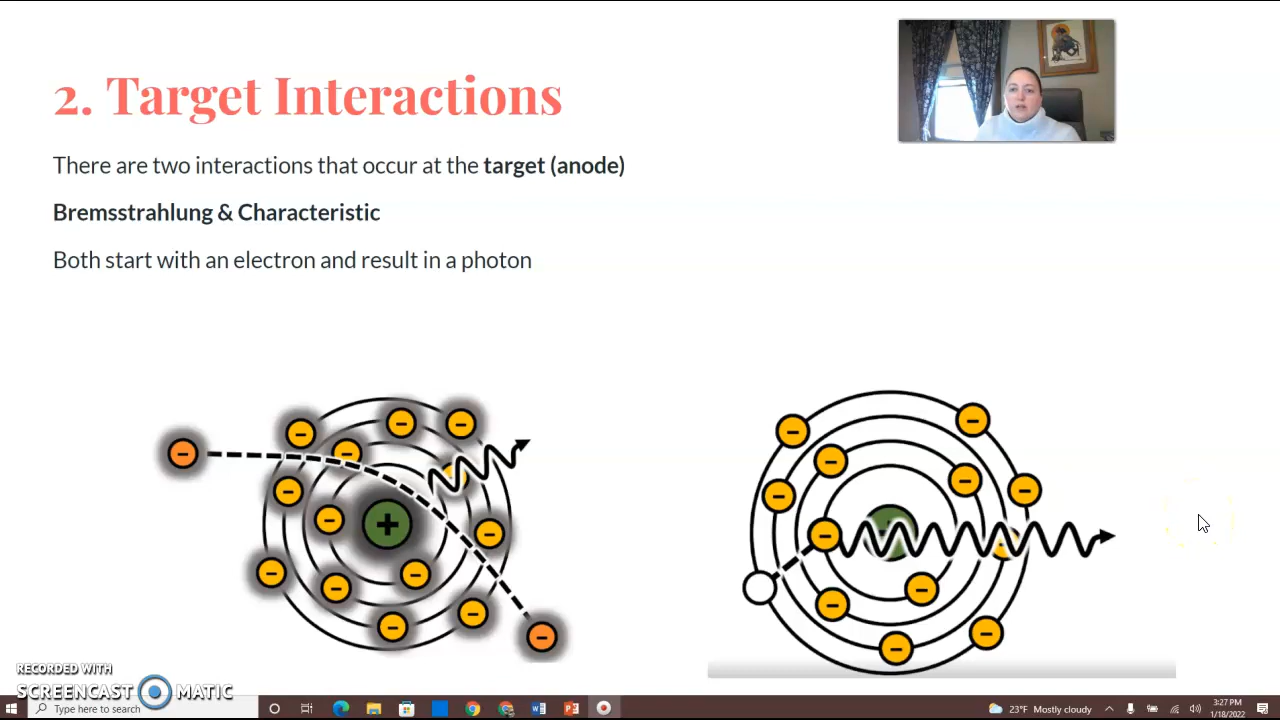 2. Target Interactions
There are two interactions that occur at the target (anode)
Bremsstrahlung & Characteristic
Both start with an electron and result in a photon
RECORDED WITH
SCREENCAST MATIC
Type here to search
23°F Mostly cloudy
3:27 PM
1/18/2022